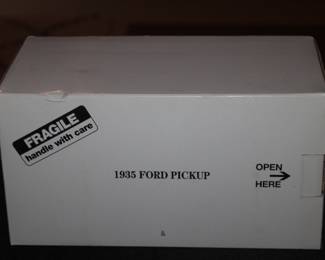 FRAGILE
handle with care
1935 FORD PICKUP
OPEN
HERE